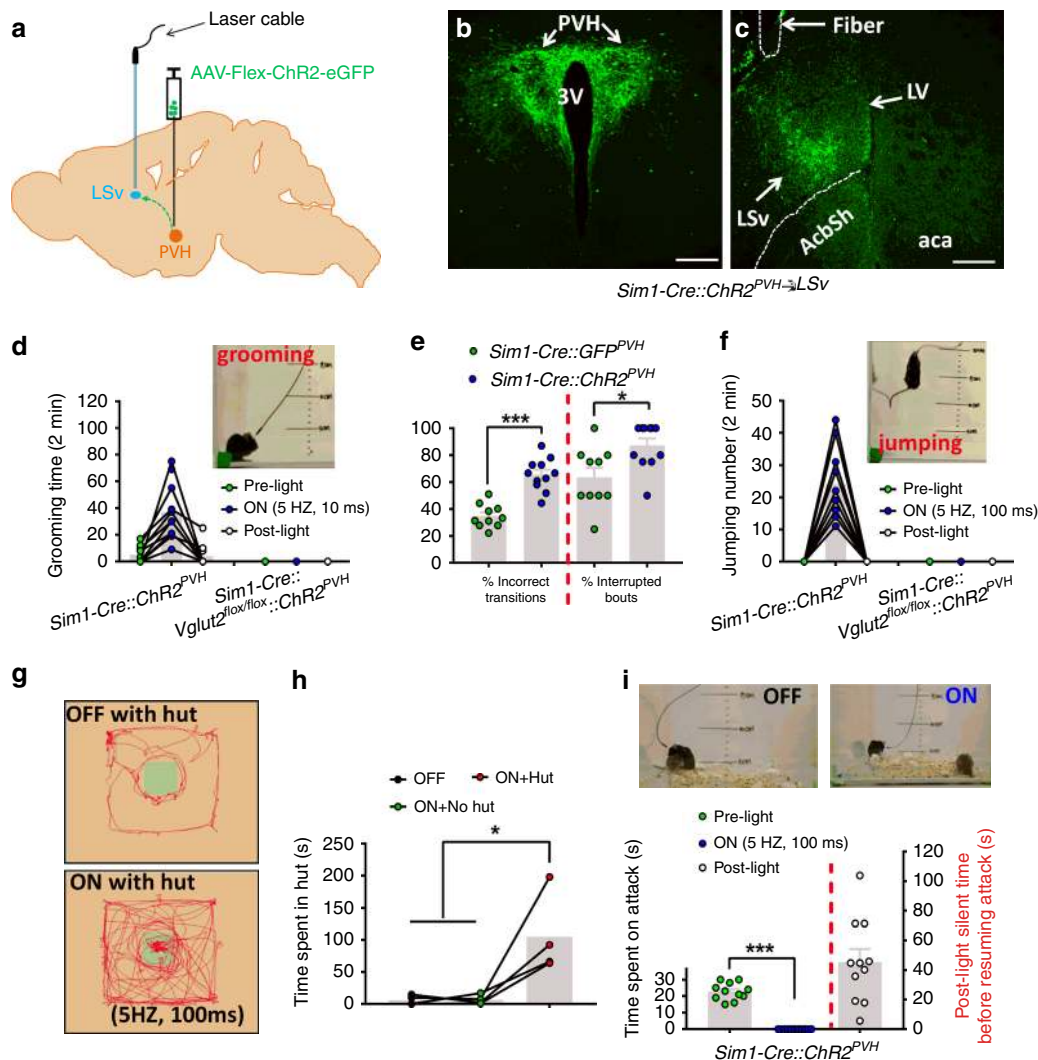 a
Laser cable
AAV-Flex-ChR2-eGFP
LSv
PVH
b
PVH
3V
c
Fiber
LV
LSv
AcbSh
aca
Sim1-Cre::ChR2PVH→LSv
d
grooming
Grooming time (2 min)
120
100
80
60
40
20
0
Pre-light
ON (5 HZ, 10 ms)
Post-light
Sim1-Cre::ChR2PVH
Sim1-Cre::
Vglut2flox/flox::ChR2PVH
e
Sim1-Cre::GFPPVH
Sim1-Cre::ChR2PVH
***
*
100
80
60
40
20
0
% Incorrect
transitions
% Interrupted
bouts
f
jumping
Jumping number (2 min)
50
40
30
20
10
0
Pre-light
ON (5 HZ, 100 ms)
Post-light
Sim1-Cre::ChR2PVH
Sim1-Cre::
Vglut2flox/flox::ChR2PVH
g
OFF with hut
ON with hut
(5HZ, 100ms)
h
OFF
ON+Hut
ON+No hut
*
Time spent in hut (s)
250
200
150
100
50
0
i
OFF
ON
Pre-light
ON (5 HZ, 100 ms)
Post-light
***
Time spent on attack (s)
30
20
10
0
120
100
80
60
40
20
0
Post-light silent time
before resuming attack (s)
Sim1-Cre::ChR2PVH